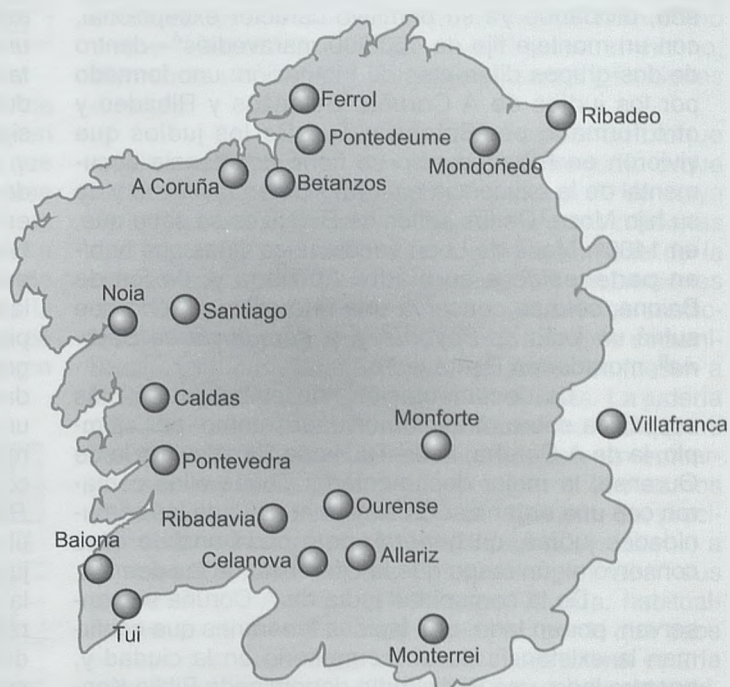 Ferrol
Ribadeo
Pontedeume
Mondoñedo
A Coruña
Betanzos
Noia
Santiago
Caldas
Monforte
Villafranca
Pontevedra
Ribadavia
Ourense
Baiona
Celanova
Allariz
Tui
Monterrei